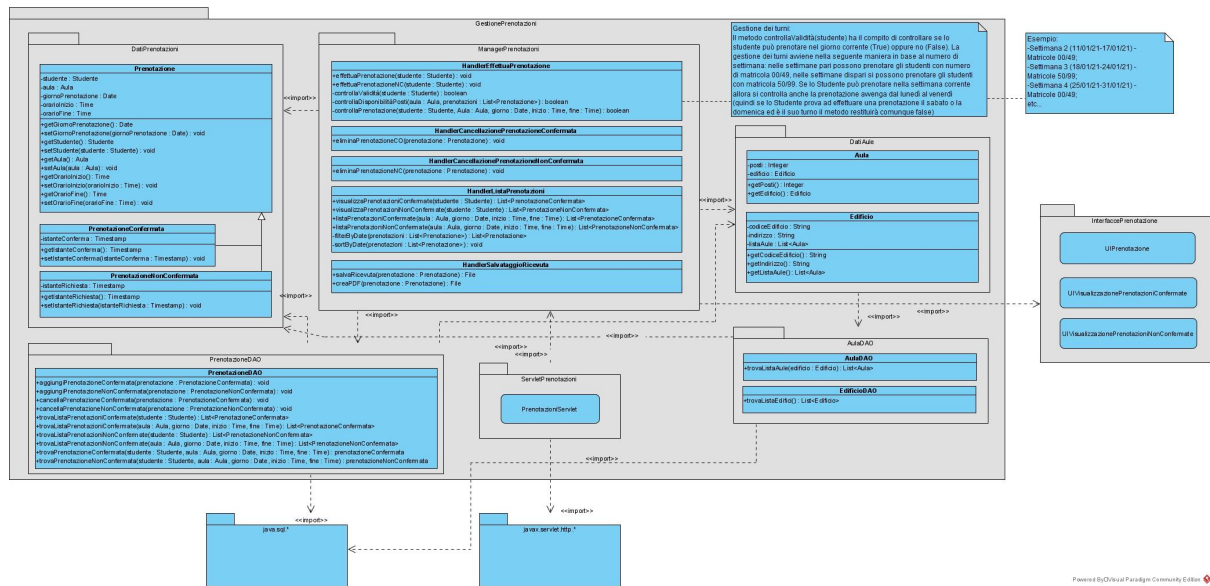 GestionePrenotazioni
DatiPrenotazioni
Prenotazione
-studente : Studente
-aula : Aula
-giornoPrenotazione : Date
-orarioInizio : Time
-orarioFine : Time
+getGiornoPrenotazione() : Date
+setGiornoPrenotazione(giornoPrenotazione : Date) : void
+getStudente() : Studente
+setStudente(studente : Studente) : void
+getAula() : Aula
+setAula(aula : Aula) : void
+getOrarioInizio() : Time
+setOrarioInizio(orarioInizio : Time) : void
+getOrarioFine() : Time
+setOrarioFine(orarioFine : Time) : void
PrenotazioneConfermata
-istanteConferma : Timestamp
+getIstanteConferma() : Timestamp
+setIstanteConferma(istanteConferma : Timestamp) : void
PrenotazioneNonConfermata
-istanteRichiesta : Timestamp
+getIstanteRichiesta() : Timestamp
+setIstanteRichiesta(istanteRichiesta : Timestamp) : void
<<import>>
ManagerPrenotazioni
HandlerEffettuaPrenotazione
+effettuaPrenotazione(studente : Studente) : void
+effettuaPrenotazioneNC(studente : Studente) : void
-controllaValidità(studente : Studente) : boolean
-controllaDisponibilitàPosti(aula : Aula, prenotazioni : List<Prenotazione>) : boolean
-controllaPrenotazione(studente : Studente, Aula : Aula, giorno : Date, inizio : Time, fine : Time) : boolean
HandlerCancellazionePrenotazioneConfermata
+eliminaPrenotazioneCO(prenotazione : Prenotazione) : void
HandlerCancellazionePrenotazioneNonConfermata
+eliminaPrenotazioneNC(prenotazione : Prenotazione) : void
HandlerListaPrenotazioni
+visualizzaPrenotazioniConfermate(studente : Studente) : List<PrenotazioneConfermata>
+visualizzaPrenotazioniNonConfermate(studente : Studente) : List<PrenotazioneNonConfermata>
+listaPrenotazioniConfermate(aula : Aula, giorno : Date, inizio : Time, fine : Time) : List<PrenotazioneConfermata>
+listaPrenotazioniNonConfermate(aula : Aula, giorno : Date, inizio : Time, fine : Time) : List<PrenotazioneNonConfermata>
-filterByDate(prenotazioni : List<Prenotazione>) : List<Prenotazione>
-sortByDate(prenotazioni : List<Prenotazione>) : void
HandlerSalvataggioRicevuta
+salvaRicevuta(prenotazione : Prenotazione) : File
+creaPDF(prenotazione : Prenotazione) : File
Gestione dei turni:
Il metodo controllaValidità(studente) ha il compito di controllare se lo
studente può prenotare nel giorno corrente (True) oppure no (False). La
gestione dei turni avviene nella seguente maniera in base al numero di
settimana: nelle settimane pari possono prenotare gli studenti con numero
di matricola 00/49, nelle settimane dispari si possono prenotare gli studenti
con matricola 50/99. Se lo Studente può prenotare nella settimana corrente
allora si controlla anche la prenotazione avvenga dal lunedì al venerdì
(quindi se lo Studente prova ad effettuare una prenotazione il sabato o la
domenica ed è il suo turno il metodo restituirà comunque false)
Esempio:
-Settimana 2 (11/01/21-17/01/21) -
Matricole 00/49;
-Settimana 3 (18/01/21-24/01/21) -
Matricole 50/99;
-Settimana 4 (25/01/21-31/01/21) -
Matricole 00/49;
etc...
DatiAule
Aula
-posti : Integer
-edificio : Edificio
+getPosti() : Integer
+getEdificio() : Edificio
Edificio
-codiceEdificio : String
-indirizzo : String
-listaAule : List<Aula>
+getCodiceEdificio() : String
+getIndirizzo() : String
+getListaAule() : List<Aula>
<<import>>
InterfaccePrenotazione
UIPrenotazione
UIVisualizzazionePrenotazioniConfermate
UIVisualizzazionePrenotazioniNonConfermate
<<import>>
<<import>>
<<import>>
<<import>>
<<import>>
<<import>>
PrenotazioneDAO
PrenotazioneDAO
+aggiungiPrenotazioneConfermata(prenotazione : PrenotazioneConfermata) : void
+aggiungiPrenotazioneNonConfermata(prenotazione : PrenotazioneNonConfermata) : void
+cancellaPrenotazioneConfermata(prenotazione : PrenotazioneConfermata) : void
+cancellaPrenotazioneNonConfermata(prenotazione : PrenotazioneNonConfermata) : void
+trovaListaPrenotazioniConfermate(studente : Studente) : List<PrenotazioneConfermata>
+trovaListaPrenotazioniConfermate(aula : Aula, giorno : Date, inizio : Time, fine : Time) : List<PrenotazioneConfermata>
+trovaListaPrenotazioniNonConfermate(studente : Studente) : List<PrenotazioneNonConfermata>
+trovaListaPrenotazioniNonConfermate(aula : Aula, giorno : Date, inizio : Time, fine : Time) : List<PrenotazioneNonConfermata>
+trovaPrenotazioneConfermata(studente : Studente, aula : Aula, giorno : Date, inizio : Time, fine : Time) : prenotazioneConfermata
+trovaPrenotazioneNonConfermata(studente : Studente, aula : Aula, giorno : Date, inizio : Time, fine : Time) : prenotazioneNonConfermata
ServletPrenotazioni
PrenotazioniServlet
AulaDAO
AulaDAO
+trovaListaAule(edificio : Edificio) : List<Aula>
EdificioDAO
+trovaListaEdifici() : List<Edificio>
<<import>>
<<import>>
<<import>>
java.sql.*
javax.servlet.http.*
Powered By Visual Paradigm Community Edition